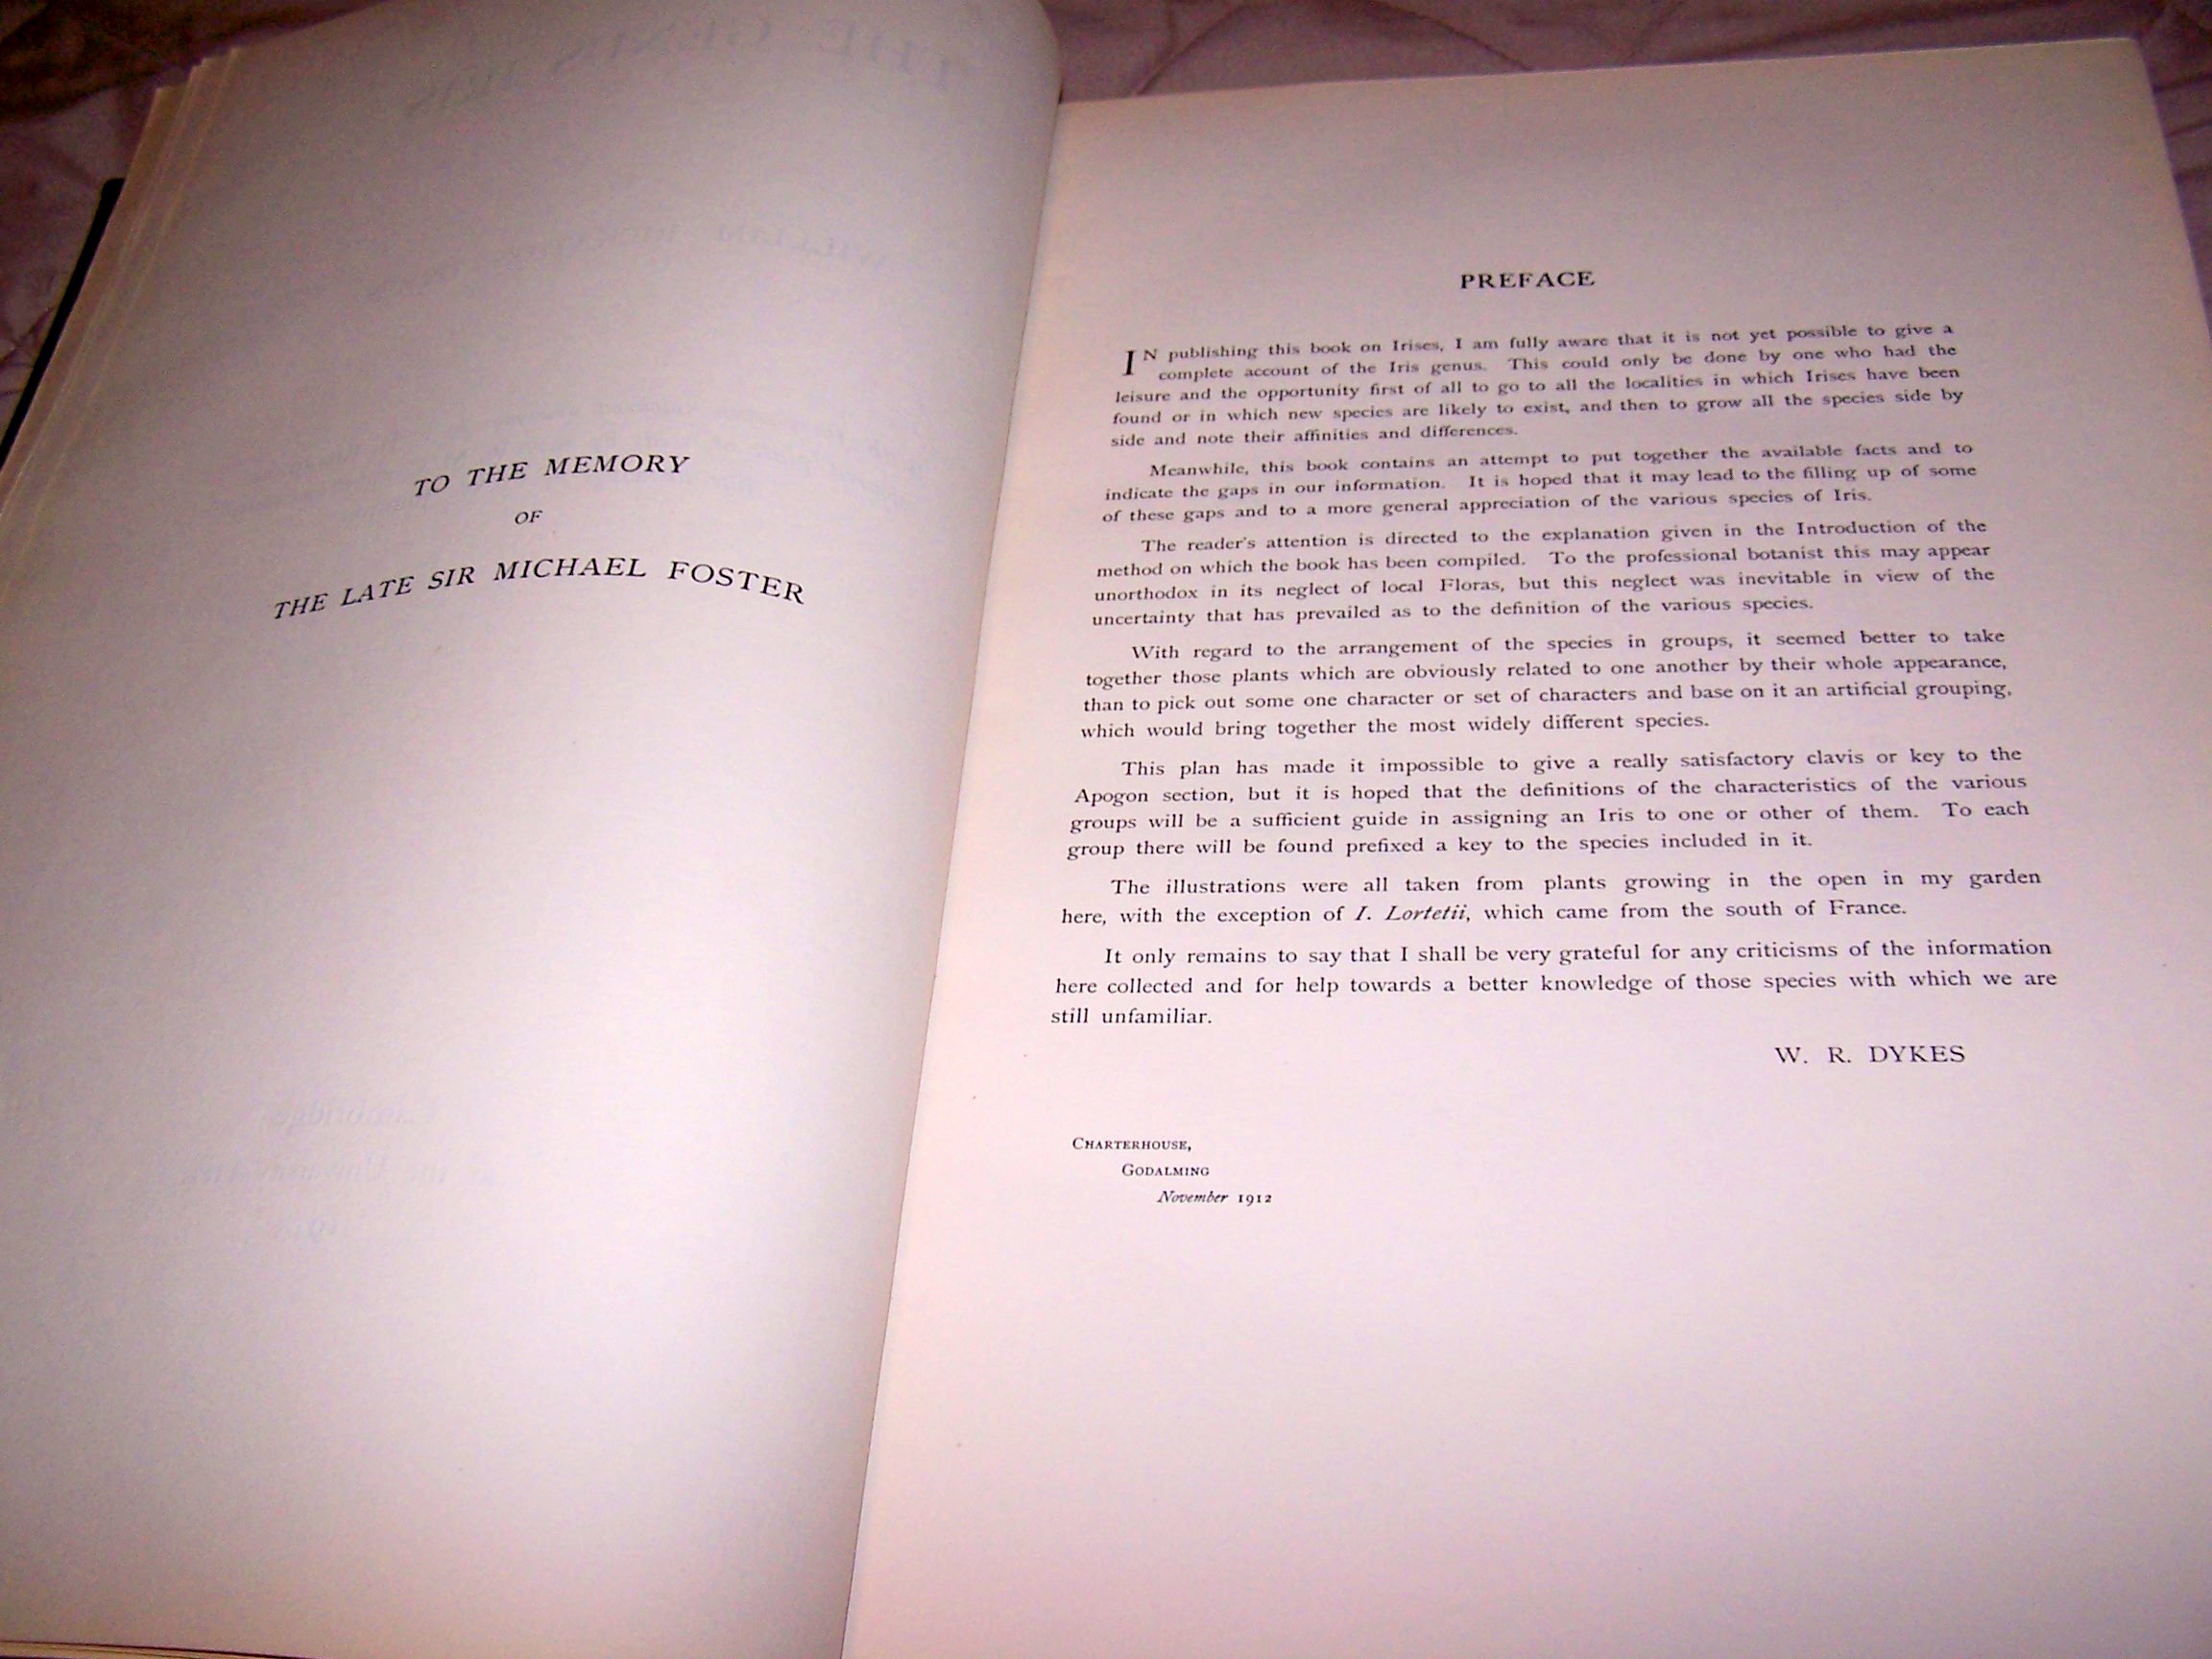 TO THE MEMORY
OF
THE LATE SIR MICHAEL FOSTER
PREFACE
IN publishing this book on Irises, I am fully aware that it is not yet possible to give a
complete account of the Iris genus. This could only be done by one who had the
leisure and the opportunity first of all to go to all the localities in which Irises have been
found or in which new species are likely to exist, and then to grow all the species side by
side and note their affinities and differences.
Meanwhile, this book contains an attempt to put together the available facts and to
indicate the gaps in our information. It is hoped that it may lead to the filling up of some
of these gaps and to a more general appreciation of the various species of Iris.
The reader's attention is directed to the explanation given in the Introduction of the
method on which the book has been compiled. To the professional botanist this may appear
unorthodox in its neglect of local Floras, but this neglect was inevitable in view of the
uncertainty that has prevailed as to the definition of the various species.
With regard to the arrangement of the species in groups, it seemed better to take
together those plants which are obviously related to one another by their whole appearance,
than to pick out some one character or set of characters and base on it an artificial grouping,
which would bring together the most widely different species.
This plan has made it impossible to give a really satisfactory clavis or key to the
Apogon section, but it is hoped that the definitions of the characteristics of the various
groups will be a sufficient guide in assigning an Iris to one or other of them. To each
group there will be found prefixed a key to the species included in it.
The illustrations were all taken from plants growing in the open in my garden
here, with the exception of I. Lortetii, which came from the south of France.
It only remains to say that I shall be very grateful for any criticisms of the information
here collected and for help towards a better knowledge of those species with which we are
still unfamiliar.
W. R. DYKES
CHARTERHOUSE,
GODALMING
November 1912